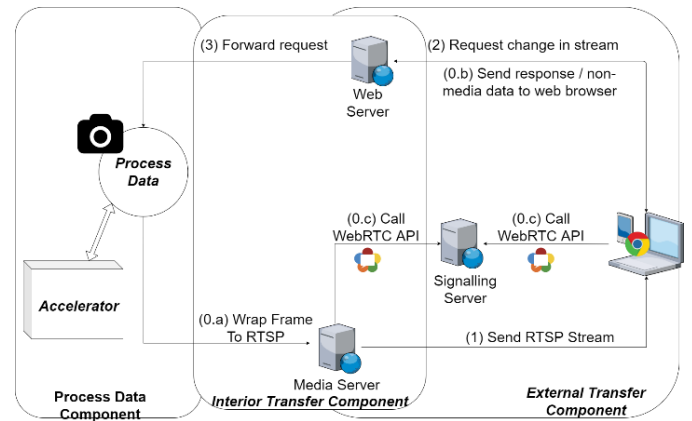 (3) Forward request
(2) Request change in stream
(0.b) Send response / non-
media data to web browser
Web
Server
Process
Data
(0.c) Call
WebRTC API
(0.c) Call
WebRTC API
Signalling
Server
Accelerator
(0.a) Wrap Frame
To RTSP
(1) Send RTSP Stream
Media Server
Process Data
Component
Interior Transfer Component
External Transfer
Component